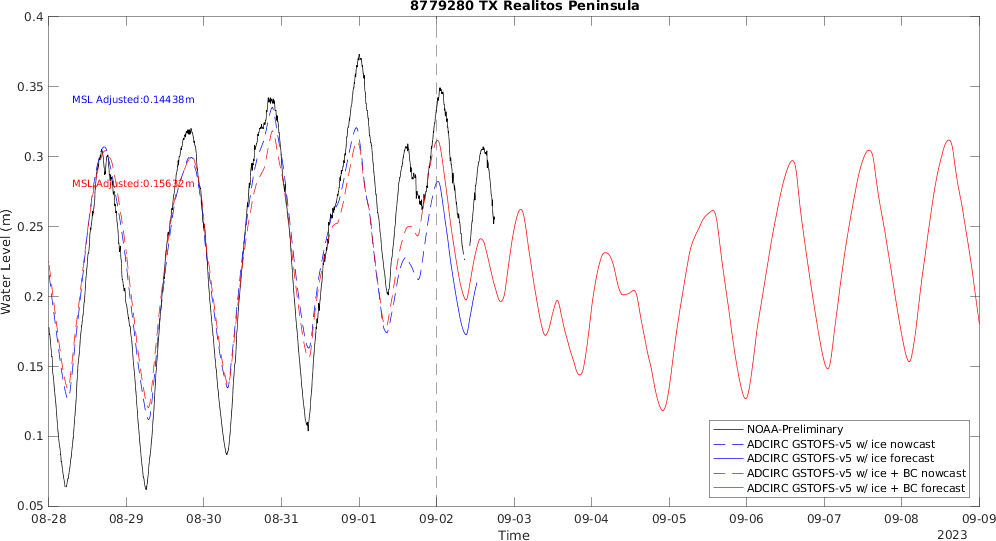 8779280 TX Realitos Peninsula
0.4
0.35
0.3
0.25
0.2
0.15
0.1
0.05
Water Level (m)
MSL Adjusted:0.14438m
MSL Adjusted:0.15632m
NOAA-Preliminary
ADCIRC GSTOFS-v5 w/ ice nowcast
ADCIRC GSTOFS-v5 w/ ice forecast
ADCIRC GSTOFS-v5 w/ ice + BC nowcast
ADCIRC GSTOFS-v5 w/ ice + BC forecast
08-28 08-29 08-30 08-31 09-01 09-02 09-03 09-04 09-05 09-06 09-07 09-08 09-09
Time
2023